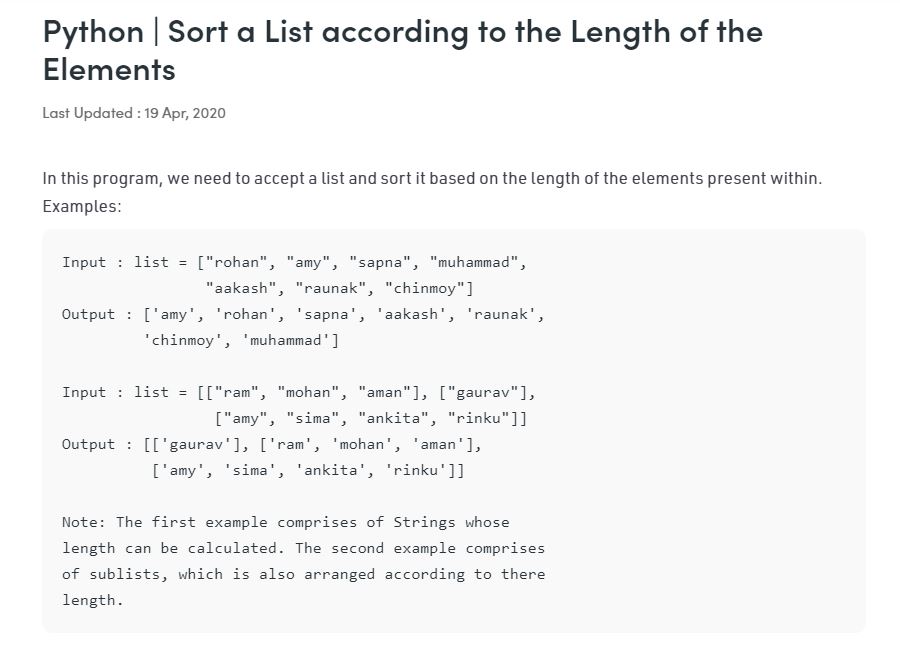 Python | Sort a List according to the Length of the
Elements
Last Updated : 19 Apr, 2020
In this program, we need to accept a list and sort it based on the length of the elements present within.
Examples:
Input : list = ["rohan", "amy", "sapna", "muhammad",
"aakash", "raunak", "chinmoy"]
Output : ['amy', 'rohan', 'sapna', 'aakash', 'raunak',
'chinmoy', 'muhammad']
Input : list = [["ram", "mohan", "aman"], ["gaurav"],
["amy", "sima", "ankita", "rinku"]]
Output : [['gaurav'], ['ram', 'mohan', 'aman'],
['amy', 'sima', 'ankita', 'rinku']]
Note: The first example comprises of Strings whose
length can be calculated. The second example comprises
of sublists, which is also arranged according to there
length.